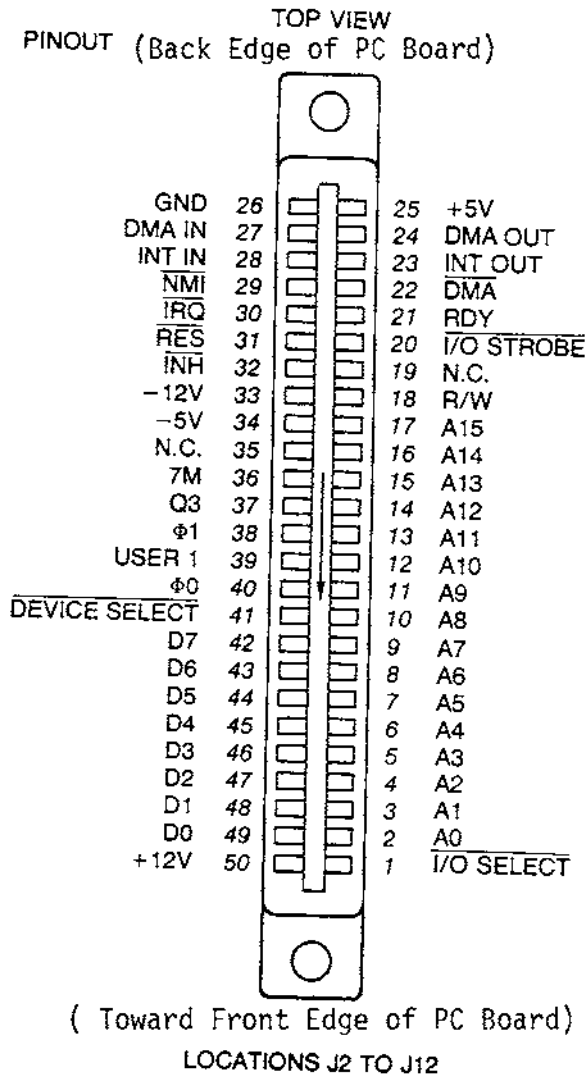 TOP VIEW
PINOUT (Back Edge of PC Board)
GND 26 25 +5V
DMA IN 27 24 DMA OUT
INT IN 28 23 INT OUT
NMI 29 22 DMA
IRQ 30 21 RDY
RES 31 20 I/O STROBE
INH 32 19 N.C.
−12V 33 18 R/W
−5V 34 17 A15
N.C. 35 16 A14
7M 36 15 A13
Q3 37 14 A12
Φ1 38 13 A11
USER 1 39 12 A10
Φ0 40 11 A9
DEVICE SELECT 41 10 A8
D7 42 9 A7
D6 43 8 A6
D5 44 7 A5
D4 45 6 A4
D3 46 5 A3
D2 47 4 A2
D1 48 3 A1
D0 49 2 A0
+12V 50 1 I/O SELECT
( Toward Front Edge of PC Board)
LOCATIONS J2 TO J12